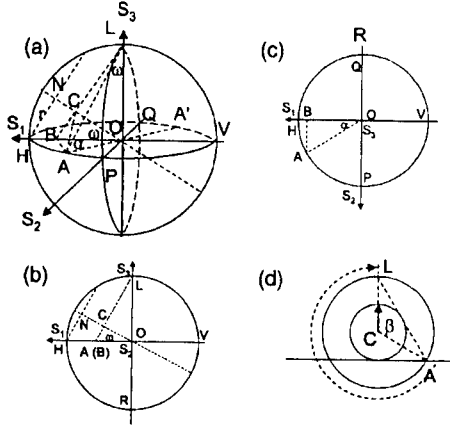 (a)
S3
L
ω
N
C
r
S1
B
ω
O
Q
A'
V
H
A
α
P
S2
(c)
R
Q
S1
B
O
V
H
α
S3
A
P
S2
(b)
S3
L
S1
N
C
O
V
H
A (B)
ω
S2
R
(d)
L
C
β
A